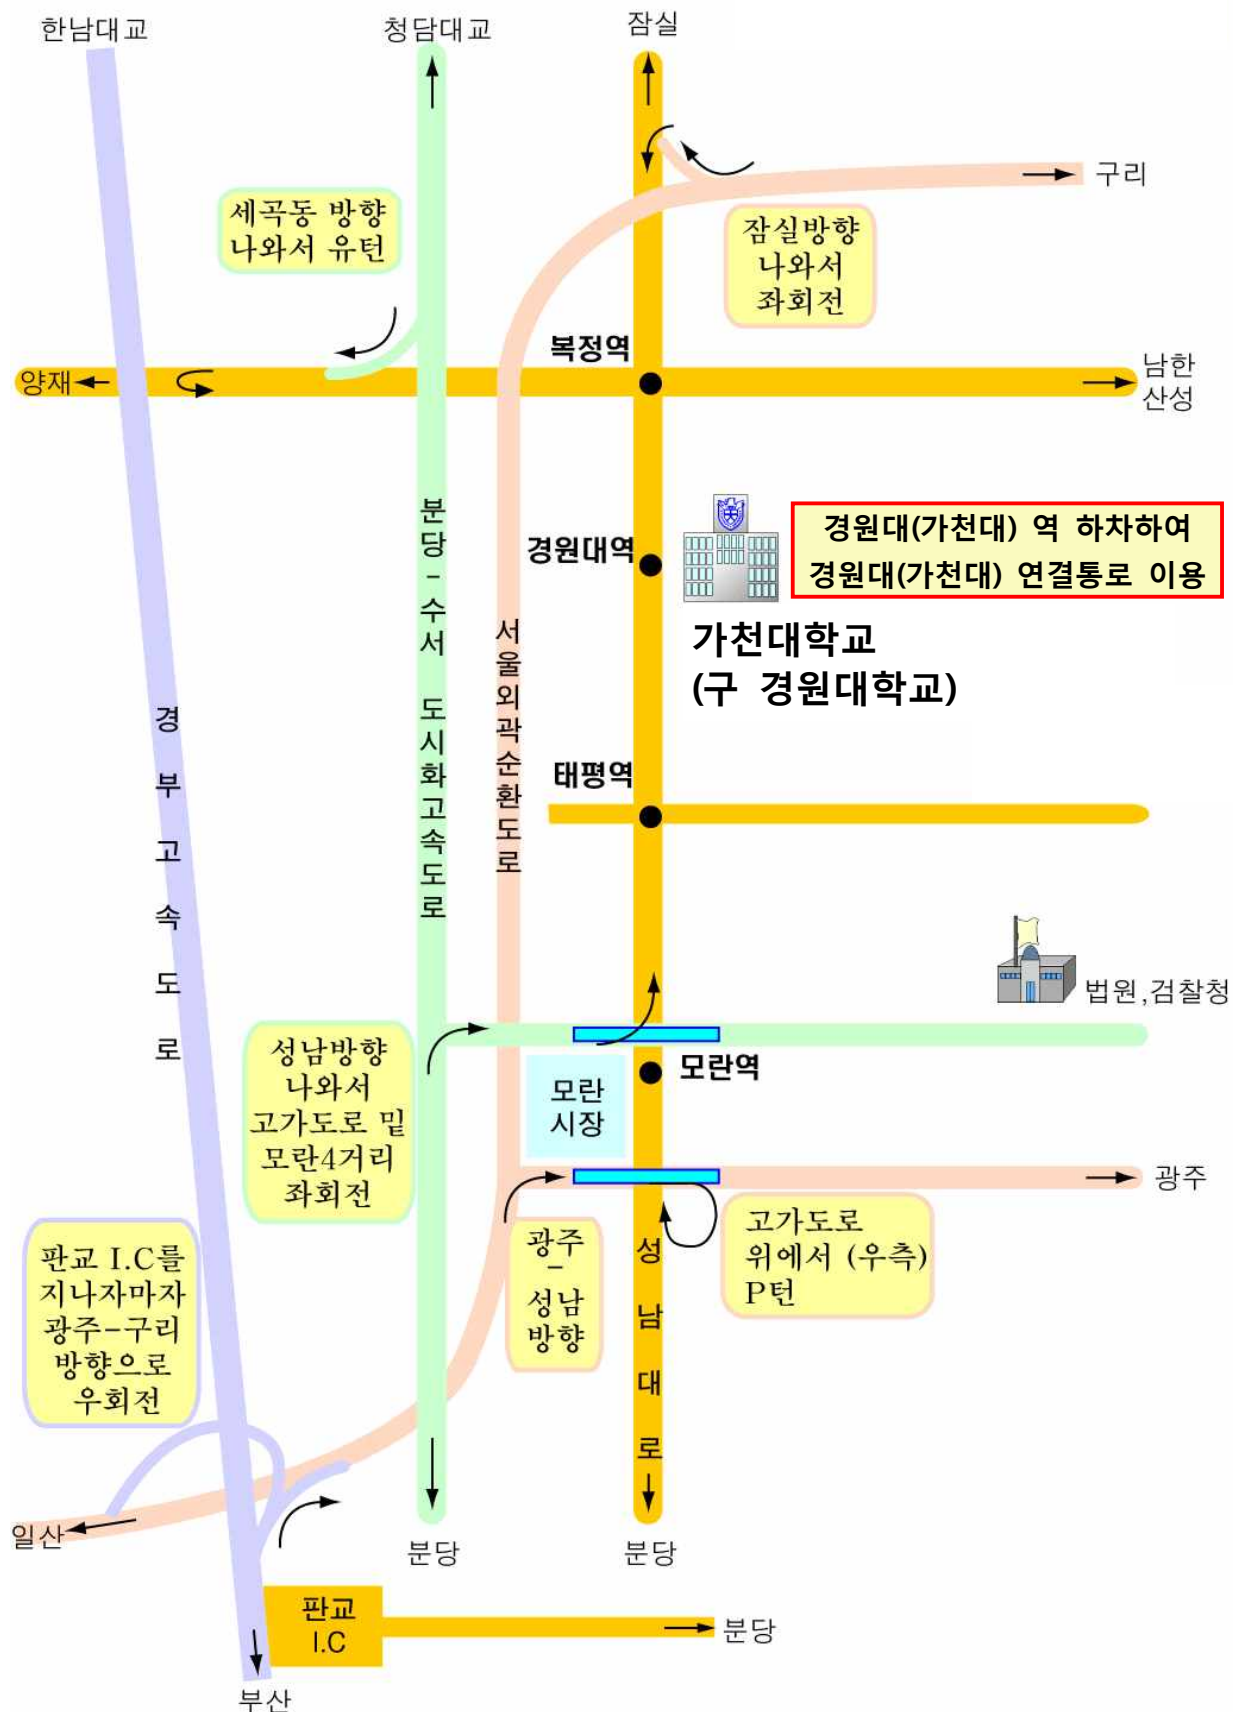 한남대교
청담대교
잠실
구리
세곡동 방향
나와서 유턴
잠실방향
나와서
좌회전
복정역
양재
남한
산성
경원대(가천대) 역 하차하여
경원대(가천대) 연결통로 이용
경원대역
가천대학교
(구 경원대학교)
분당-수서 도시화고속도로
서울외곽순환도로
경부고속도로
태평역
법원,검찰청
성남방향
나와서
고가도로 밑
모란4거리
좌회전
모란역
모란
시장
광주
고가도로
위에서 (우측)
P턴
광주
-
성남
방향
성남대로
판교 I.C를
지나자마자
광주-구리
방향으로
우회전
일산
분당
분당
판교
I.C
분당
부산